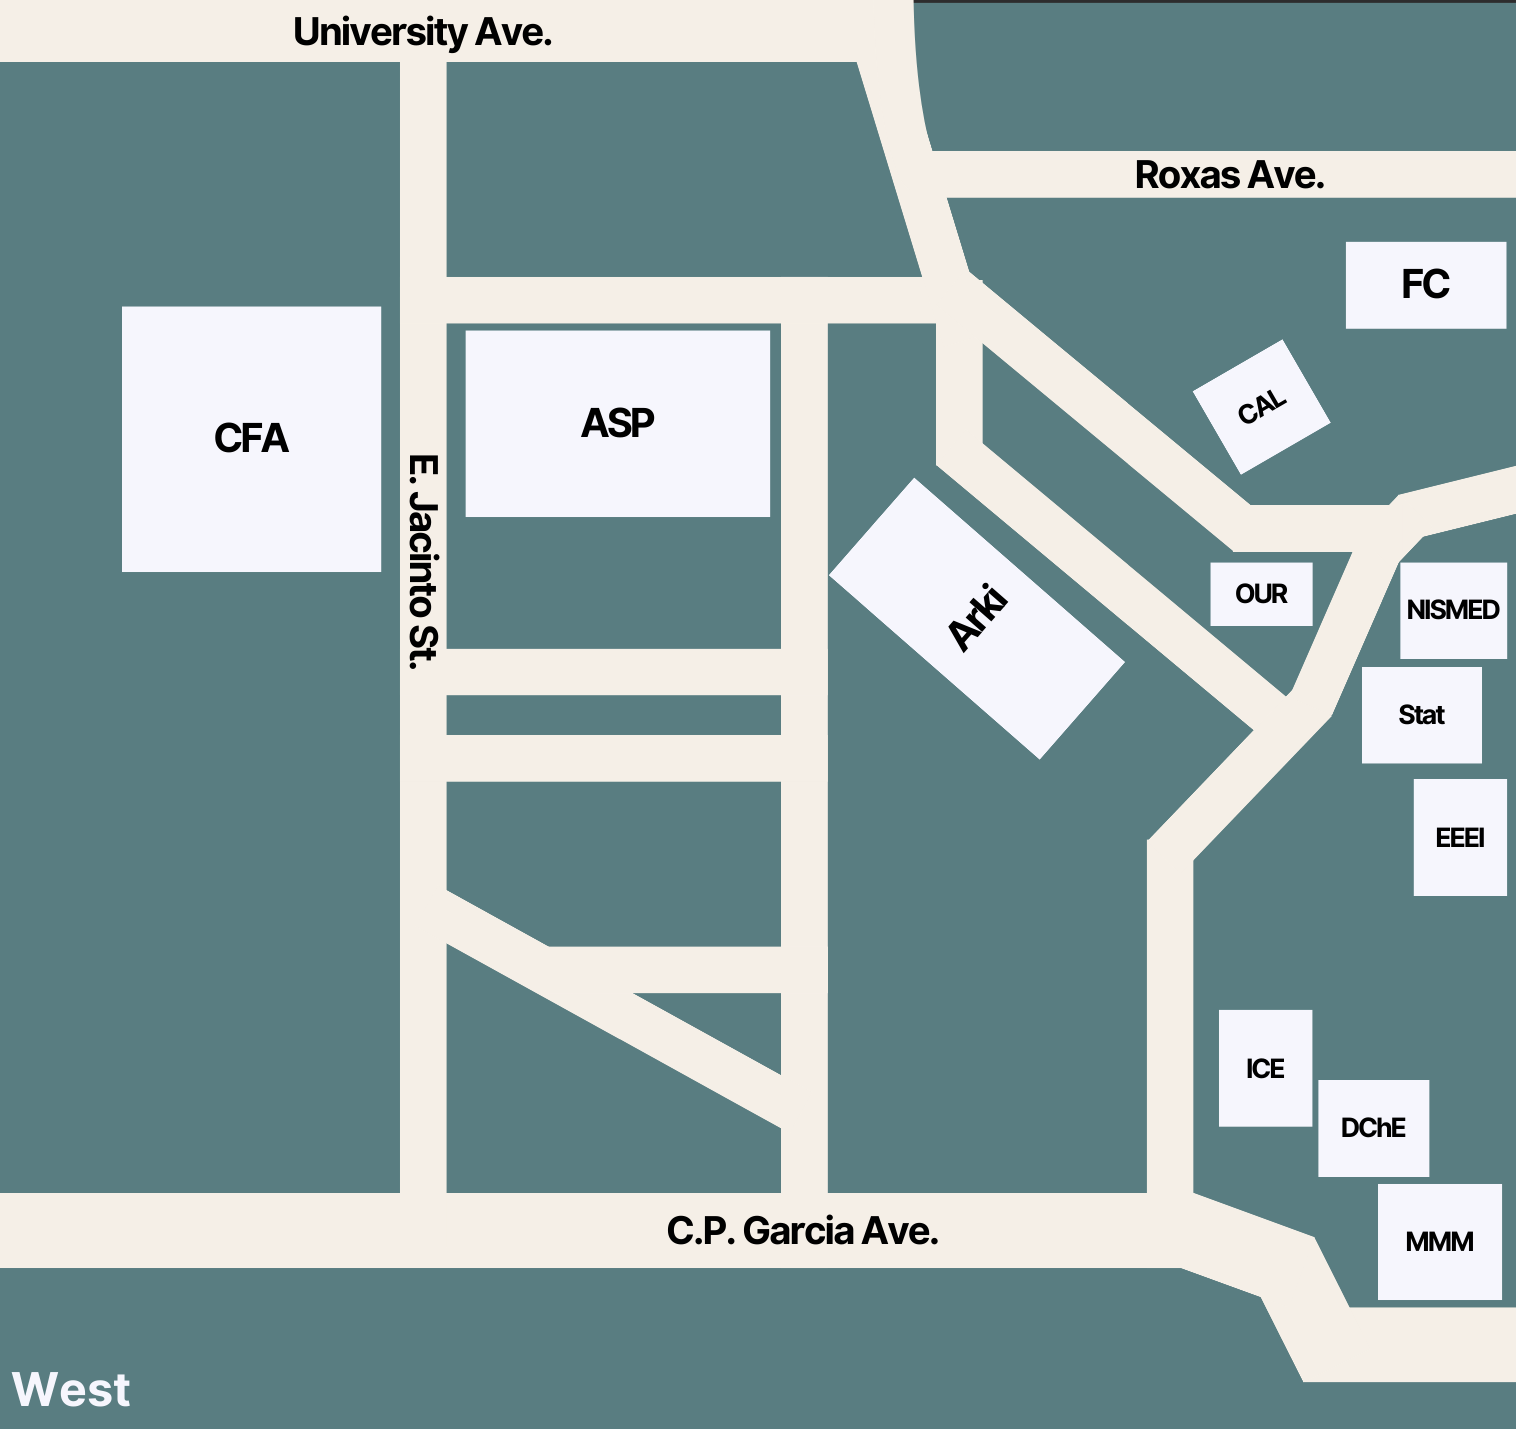 University Ave.
Roxas Ave.
FC
CAL
CFA
ASP
E. Jacinto St.
Arki
OUR
NISMED
Stat
EEEI
ICE
DChE
C.P. Garcia Ave.
MMM
West